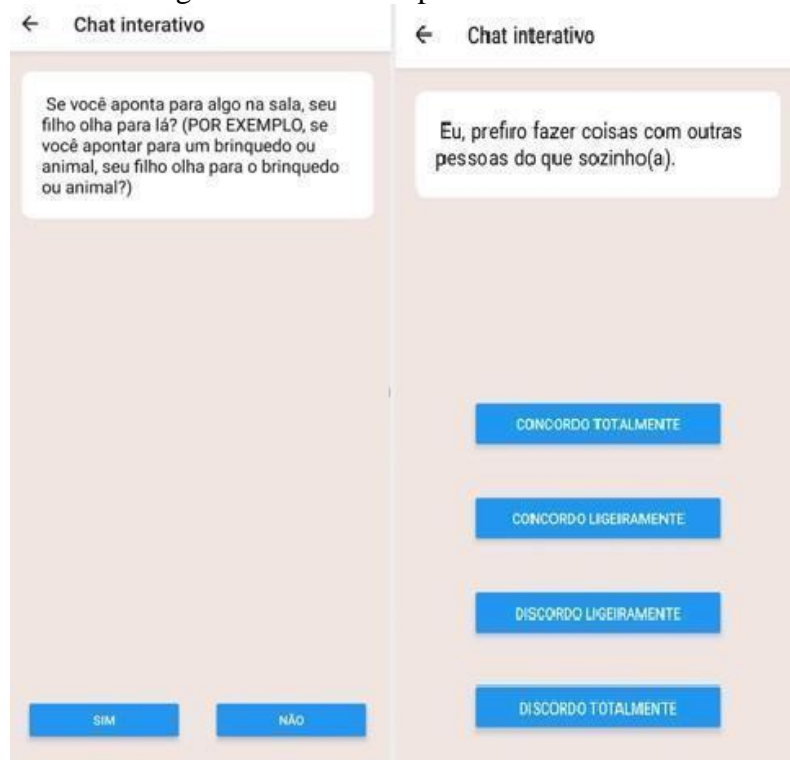 Chat interativo
Se você aponta para algo na sala, seu
filho olha para lá? (POR EXEMPLO, se
você apontar para um brinquedo ou
animal, seu filho olha para o brinquedo
ou animal?)
SIM
NÃO
Chat interativo
Eu, prefiro fazer coisas com outras
pessoas do que sozinho(a).
CONCORDO TOTALMENTE
CONCORDO LIGEIRAMENTE
DISCORDO LIGEIRAMENTE
DISCORDO TOTALMENTE